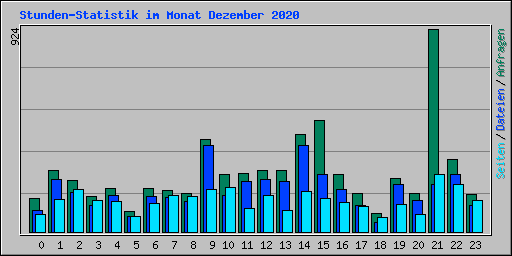 Stunden-Statistik im Monat Dezember 2020
924
Seiten / Dateien / Anfragen
0 1 2 3 4 5 6 7 8 9 10 11 12 13 14 15 16 17 18 19 20 21 22 23